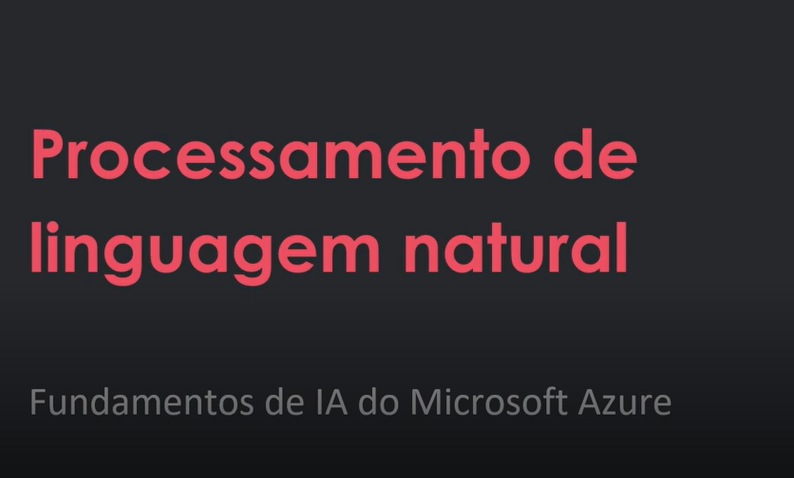 Processamento de
linguagem natural
Fundamentos de IA do Microsoft Azure